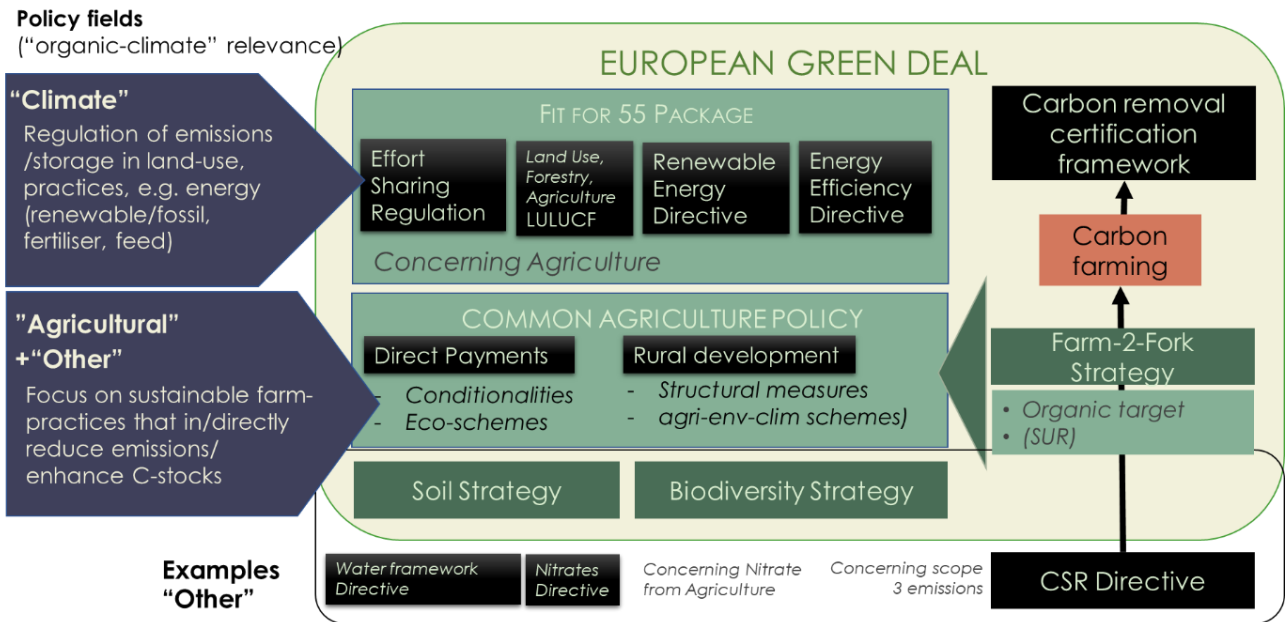 Policy fields
(“organic-climate” relevance)
EUROPEAN GREEN DEAL
“Climate”
Regulation of emissions
/storage in land-use,
practices, e.g. energy
(renewable/fossil,
fertiliser, feed)
FIT FOR 55 PACKAGE
Effort
Sharing
Regulation
Land Use,
Forestry,
Agriculture
LULUCF
Renewable
Energy
Directive
Energy
Efficiency
Directive
Concerning Agriculture
Carbon removal
certification
framework
Carbon
farming
”Agricultural”
+“Other”
Focus on sustainable farm-
practices that in/directly
reduce emissions/
enhance C-stocks
COMMON AGRICULTURE POLICY
Direct Payments
- Conditionalities
- Eco-schemes
Rural development
- Structural measures
- agri-env-clim schemes)
Farm-2-Fork
Strategy
• Organic target
• (SUR)
Soil Strategy
Biodiversity Strategy
Examples
“Other”
Water framework
Directive
Nitrates
Directive
Concerning Nitrate
from Agriculture
Concerning scope
3 emissions
CSR Directive